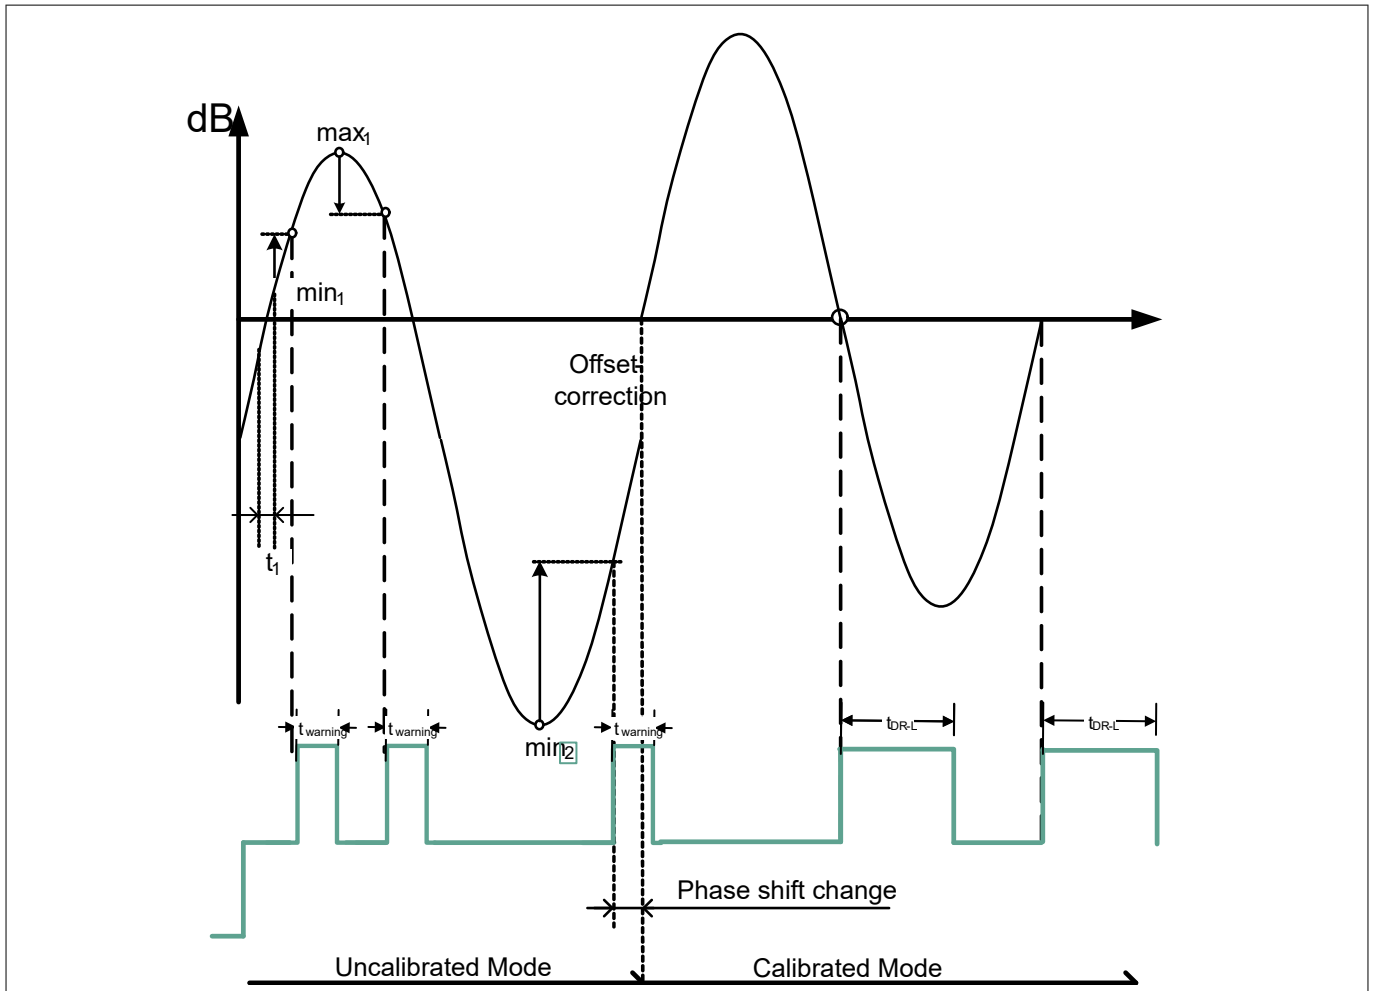 dB
max1
min1
Offset-
correction
t1
twarning
twarning
min2
twarning
tDR-L
tDR-L
Phase shift change
Uncalibrated Mode
Calibrated Mode